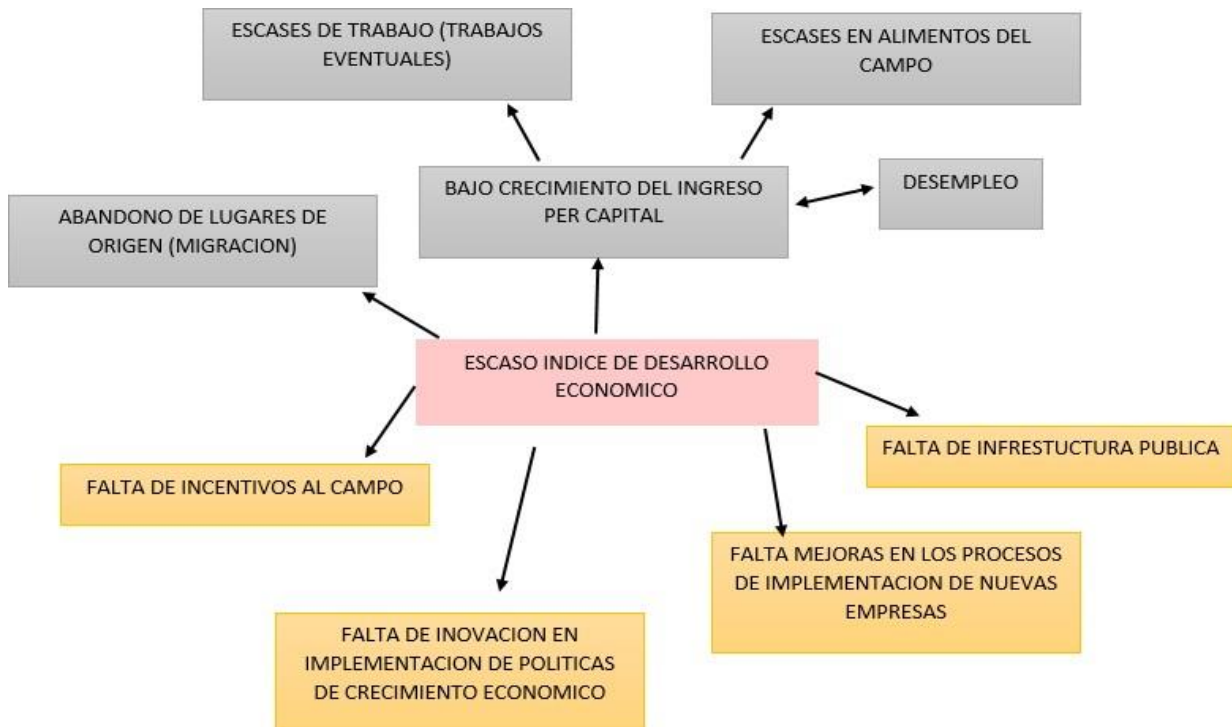 ESCASES DE TRABAJO (TRABAJOS
EVENTUALES)
ESCASES EN ALIMENTOS DEL
CAMPO
BAJO CRECIMIENTO DEL INGRESO
PER CAPITAL
DESEMPLEO
ABANDONO DE LUGARES DE
ORIGEN (MIGRACION)
ESCASO INDICE DE DESARROLLO
ECONOMICO
FALTA DE INFRESTUCTURA PUBLICA
FALTA DE INCENTIVOS AL CAMPO
FALTA MEJORAS EN LOS PROCESOS
DE IMPLEMENTACION DE NUEVAS
EMPRESAS
FALTA DE INOVACION EN
IMPLEMENTACION DE POLITICAS
DE CRECIMIENTO ECONOMICO